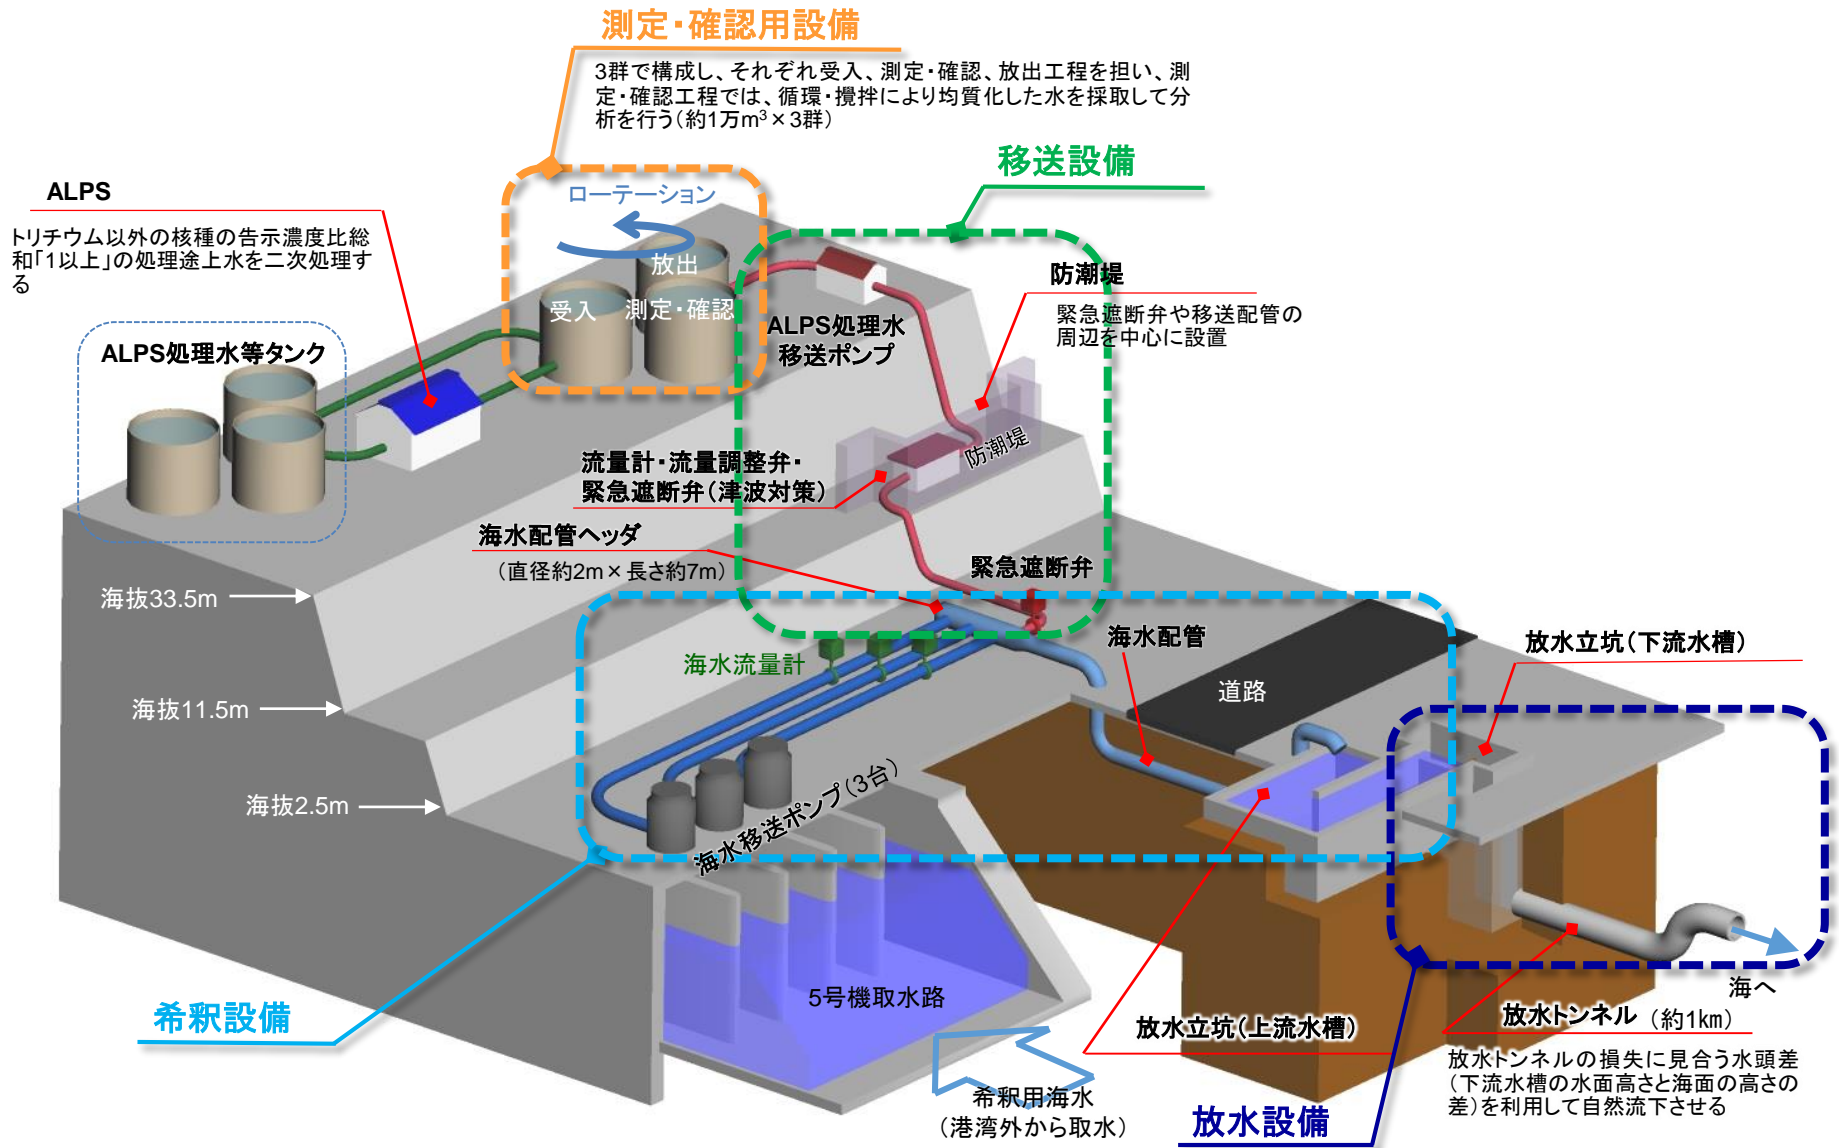 測定・確認用設備
3群で構成し、それぞれ受入、測定・確認、放出工程を担い、測
定・確認工程では、循環・攪拌により均質化した水を採取して分
析を行う(約1万m³×3群)
移送設備
ALPS
トリチウム以外の核種の告示濃度比総
和「1以上」の処理途上水を二次処理す
る
ローテーション
放出
受入
測定・確認
防潮堤
緊急遮断弁や移送配管の
周辺を中心に設置
ALPS処理水等タンク
ALPS処理水
移送ポンプ
防潮堤
流量計・流量調整弁・
緊急遮断弁(津波対策)
海水配管ヘッダ
(直径約2m×長さ約7m)
緊急遮断弁
海抜33.5m
海水配管
海水流量計
放水立坑(下流水槽)
道路
海抜11.5m
海抜2.5m
海水移送ポンプ(3台)
5号機取水路
海へ
希釈設備
放水立坑(上流水槽)
放水トンネル (約1km)
放水トンネルの損失に見合う水頭差
(下流水槽の水面高さと海面の高さの
差)を利用して自然流下させる
希釈用海水
(港湾外から取水)
放水設備